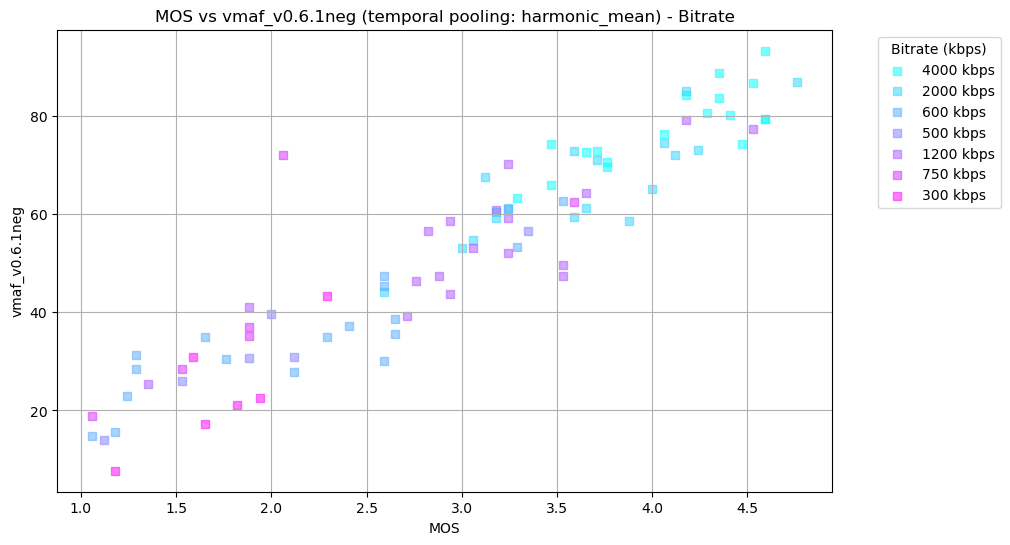 MOS vs vmaf_v0.6.1neg (temporal pooling: harmonic_mean) - Bitrate
Bitrate (kbps)
4000 kbps
2000 kbps
600 kbps
500 kbps
1200 kbps
750 kbps
300 kbps
vmaf_v0.6.1neg
80
60
40
20
1.0 1.5 2.0 2.5 3.0 3.5 4.0 4.5
MOS